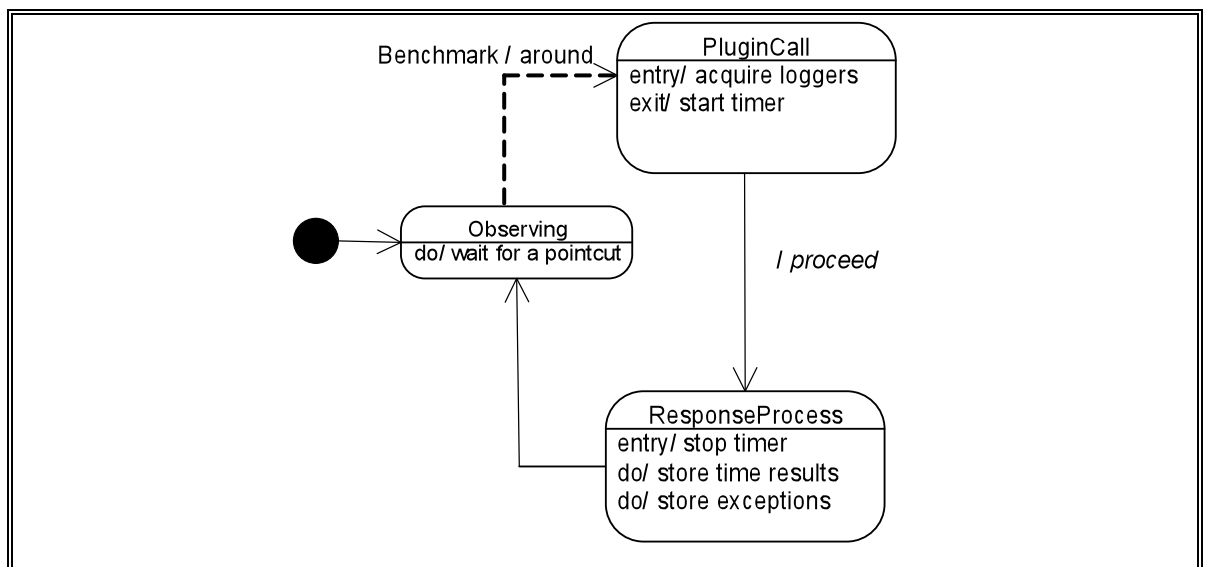 PluginCall
Benchmark / around
entry/ acquire loggers
exit/ start timer
Observing
do/ wait for a pointcut
/ proceed
ResponseProcess
entry/ stop timer
do/ store time results
do/ store exceptions